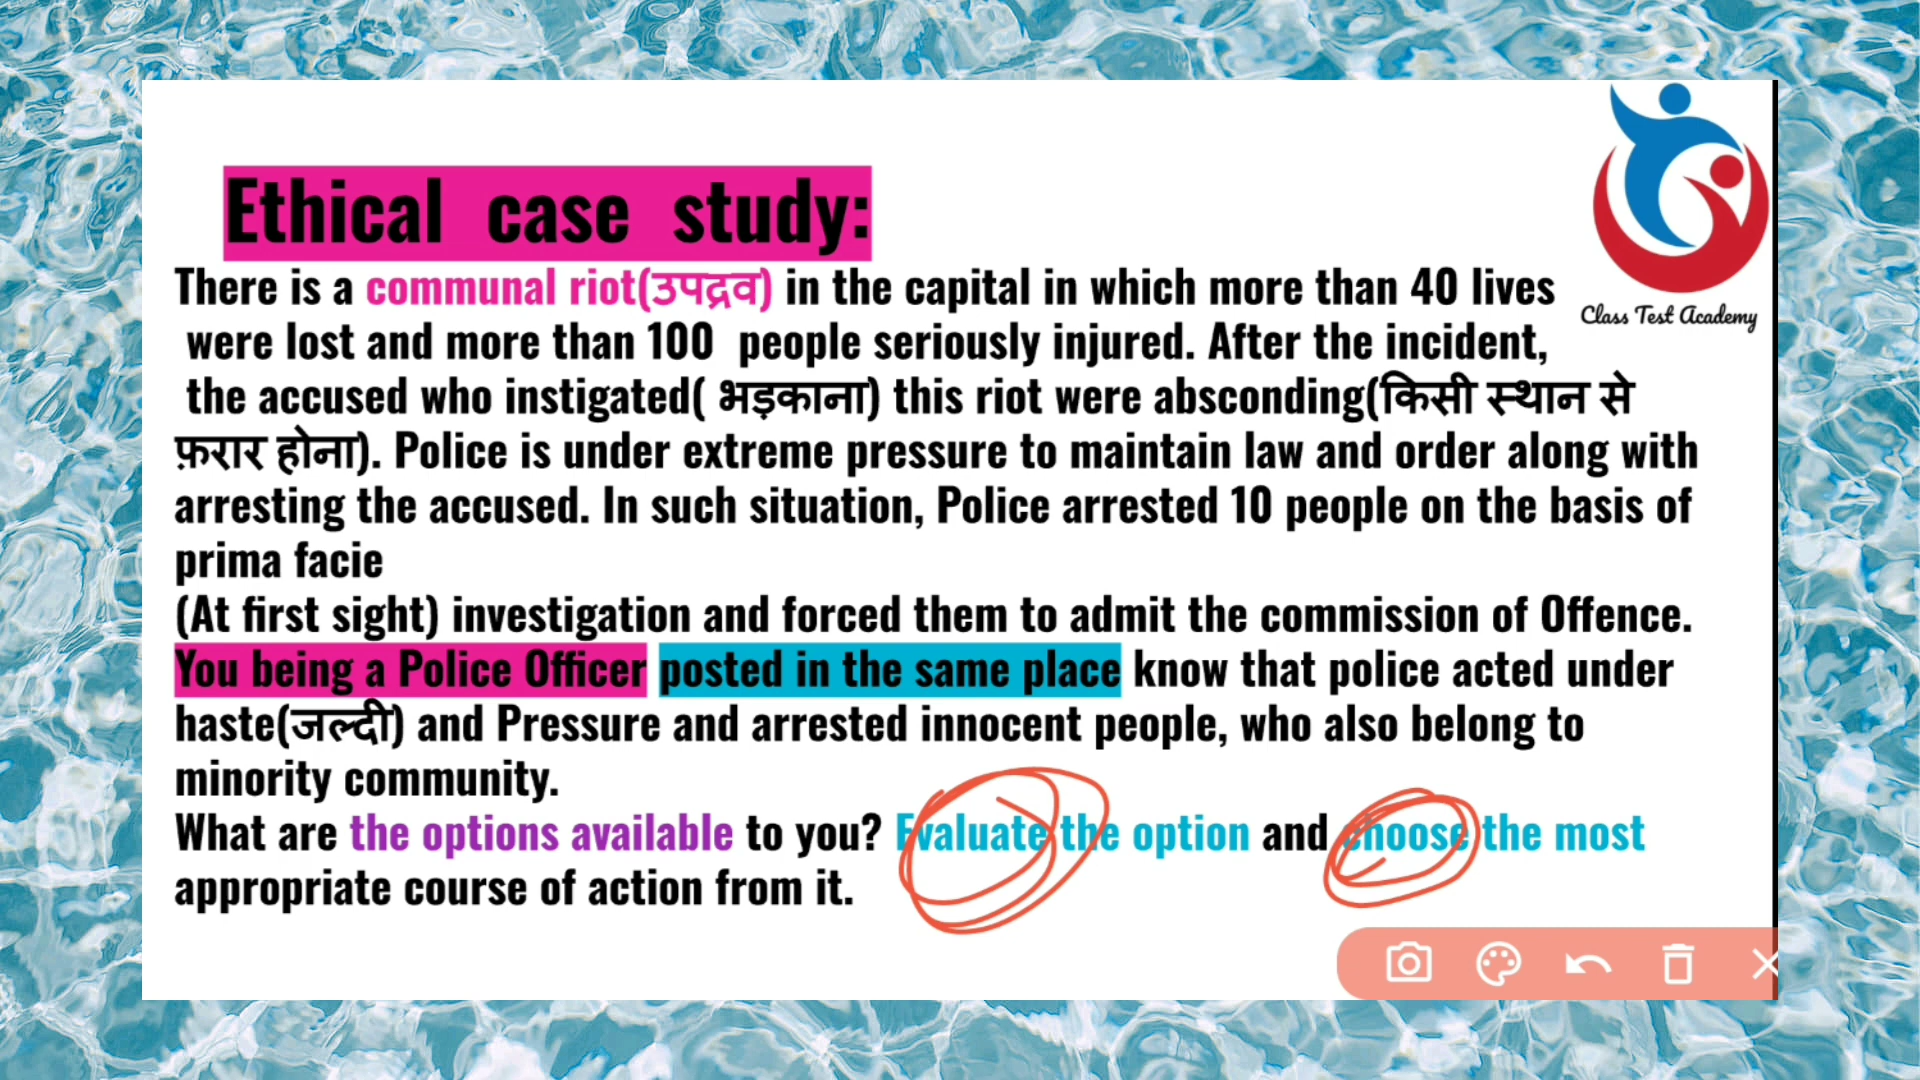 Ethical case study:
Class Test Academy
There is a communal riot(उपद्रव) in the capital in which more than 40 lives
were lost and more than 100 people seriously injured. After the incident,
the accused who instigated( भड़काना) this riot were absconding(किसी स्थान से
फ़रार होना). Police is under extreme pressure to maintain law and order along with
arresting the accused. In such situation, Police arrested 10 people on the basis of
prima facie
(At first sight) investigation and forced them to admit the commission of Offence.
You being a Police Officer posted in the same place know that police acted under
haste(जल्दी) and Pressure and arrested innocent people, who also belong to
minority community.
What are the options available to you? Evaluate the option and choose the most
appropriate course of action from it.